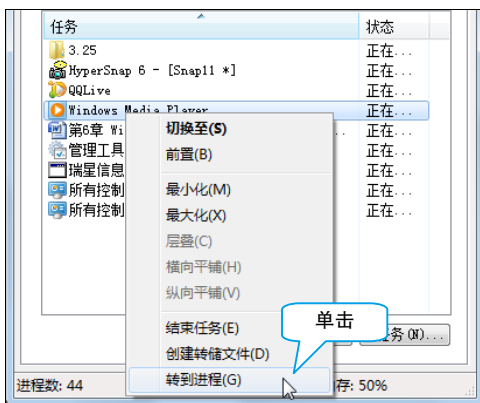 任务 状态
3.25 正在...
HyperSnap 6 - [Snap11 *] 正在...
QQLive 正在...
Windows Media Player 正在...
第6章 Wi .. 正在...
管理工具 正在...
瑞星信息 正在...
所有控制 正在...
所有控制 正在...
切换至(S)
前置(B)
最小化(M)
最大化(X)
层叠(C)
横向平铺(H)
纵向平铺(V)
结束任务(E)
创建转储文件(D)
转到进程(G)
单击
任务(N)...
进程数: 44 存: 50%